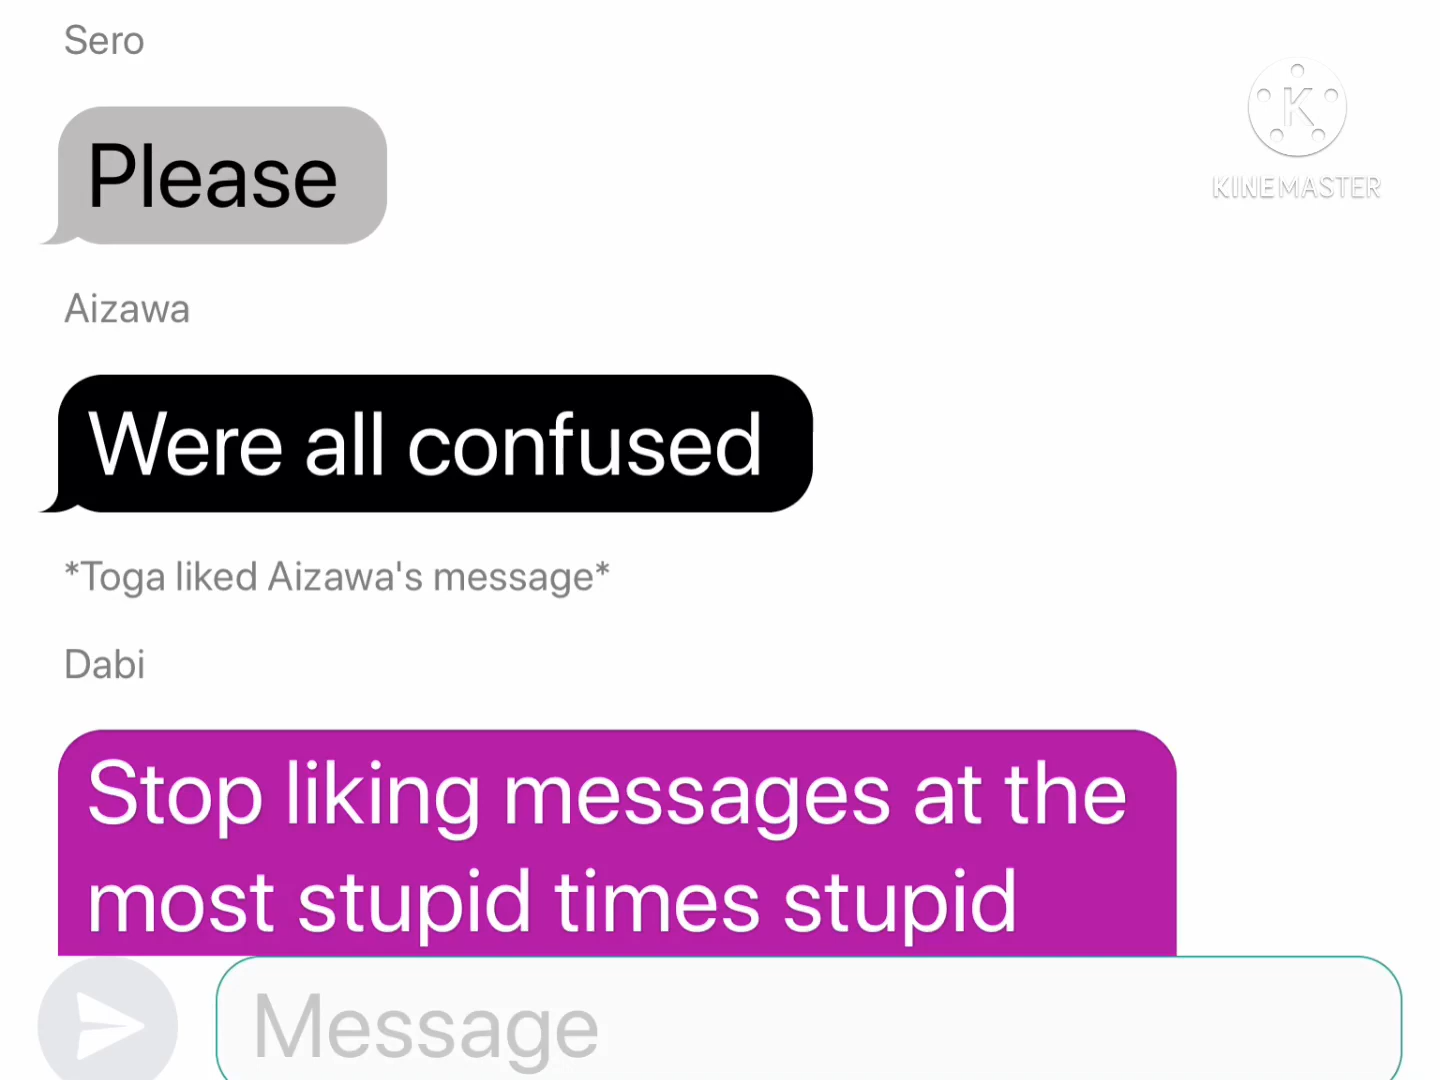 Sero
Please
KINEMASTER
Aizawa
Were all confused
*Toga liked Aizawa's message*
Dabi
Stop liking messages at the
most stupid times stupid
Message